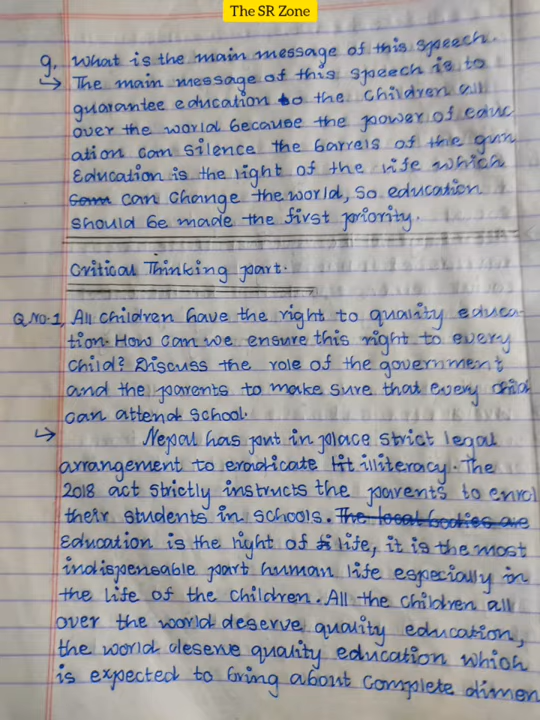 The SR Zone
9. What is the main message of this speech.
→ The main message of this speech is to
guarantee education to the children all
over the world because the power of educ
ation can silence the barrels of the gun
Education is the right of the life which
can change the world, so education
should be made the first priority.
Critical Thinking part.
Q.No.1, All children have the right to quality educa-
tion. How can we ensure this right to every
child? Discuss the role of the government
and the parents to make sure that every child
can attend school.
→ Nepal has put in place strict legal
arrangement to eradicate illiteracy. The
2018 act strictly instructs the parents to enrol
their students in schools. The local bodies are
Education is the right of life, it is the most
indispensable part human life especially in
the life of the children. All the children all
over the world deserve quality education,
the world deserve quality education which
is expected to bring about complete dimen